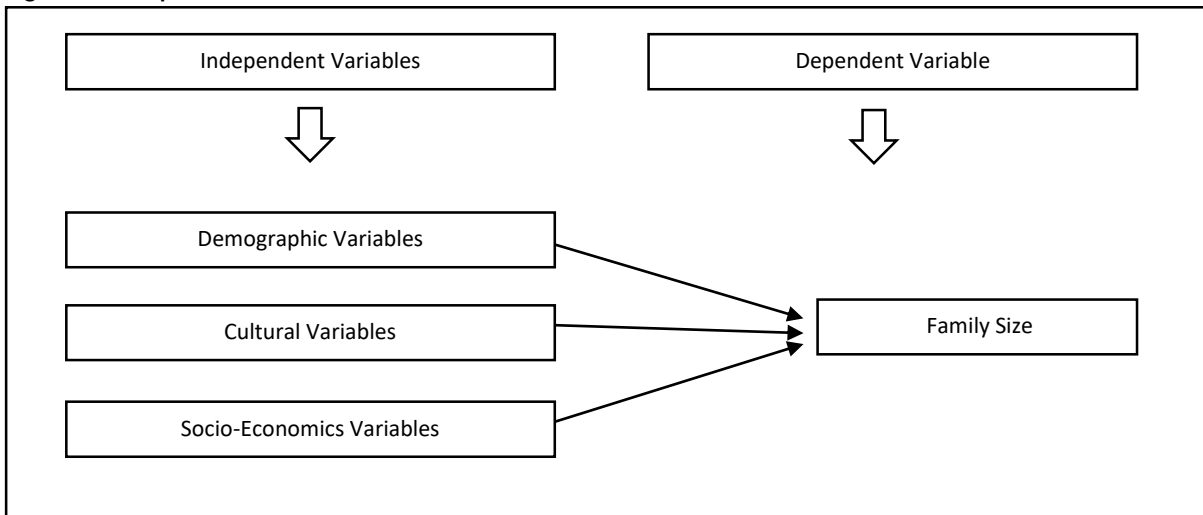 Independent Variables
Dependent Variable
Demographic Variables
Cultural Variables
Family Size
Socio-Economics Variables